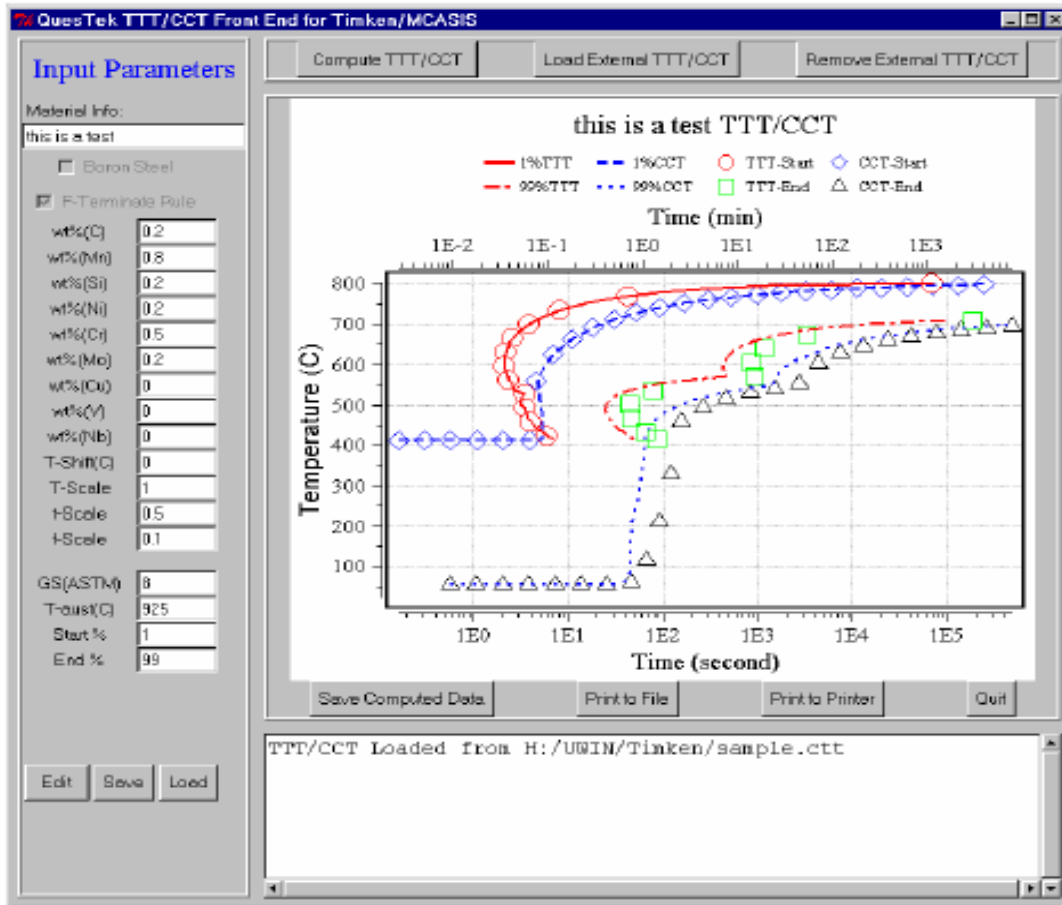 QuesTek TTT/CCT Front End for Timken/MCASIS
Input Parameters
Material Info:
this is a test
Boron Steel
F-Terminate Rule
wt%(C) 0.2
wt%(Mn) 0.8
wt%(Si) 0.2
wt%(Ni) 0.2
wt%(Cr) 0.5
wt%(Mo) 0.2
wt%(Cu) 0
wt%(V) 0
wt%(Nb) 0
T-Shift(C) 0
T-Scale 1
t-Scale 0.5
t-Scale 0.1
GS(ASTM) 8
T-aust(C) 925
Start % 1
End % 99
Edit Save Load
Compute TTT/CCT Load External TTT/CCT Remove External TTT/CCT
this is a test TTT/CCT
1%TTT 1%CCT TTT-Start CCT-Start
99%TTT 99%CCT TTT-End CCT-End
Time (min)
1E-2 1E-1 1E0 1E1 1E2 1E3
Temperature (C)
800
700
600
500
400
300
200
100
1E0 1E1 1E2 1E3 1E4 1E5
Time (second)
Save Computed Data Print to File Print to Printer Quit
TTT/CCT Loaded from H:/UWIN/Timken/sample.ctt